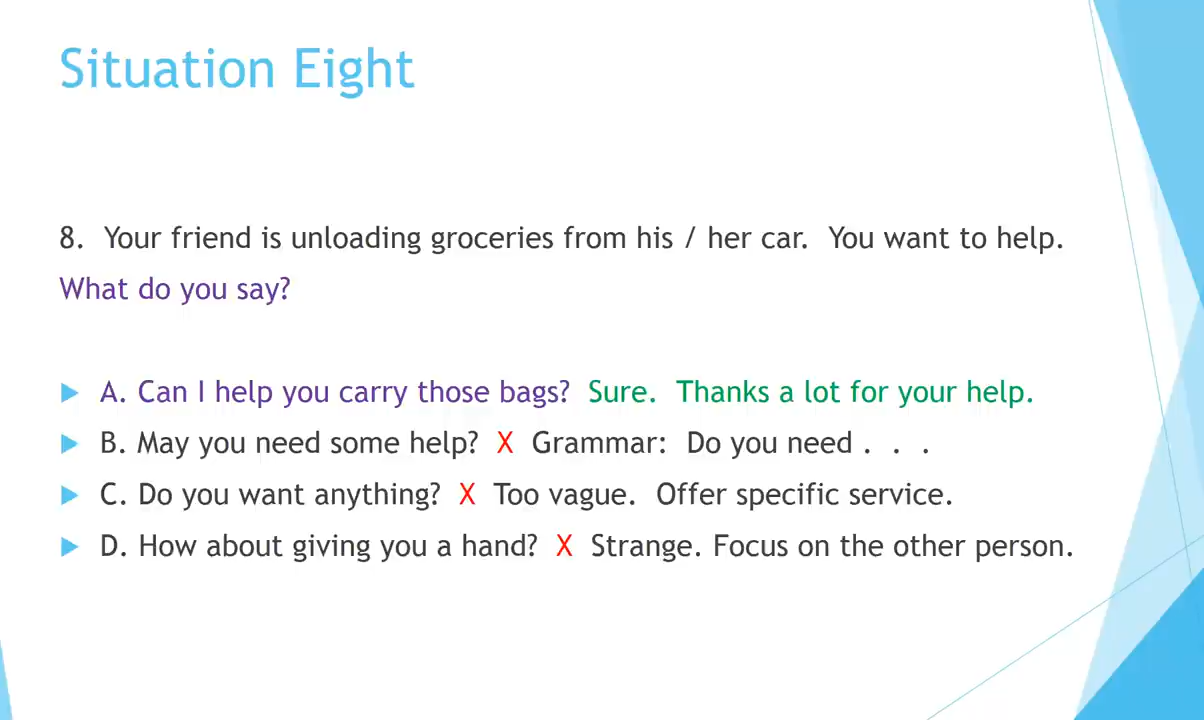 Situation Eight
8. Your friend is unloading groceries from his / her car. You want to help.
What do you say?
A. Can I help you carry those bags? Sure. Thanks a lot for your help.
B. May you need some help? X Grammar: Do you need . . .
C. Do you want anything? X Too vague. Offer specific service.
D. How about giving you a hand? X Strange. Focus on the other person.